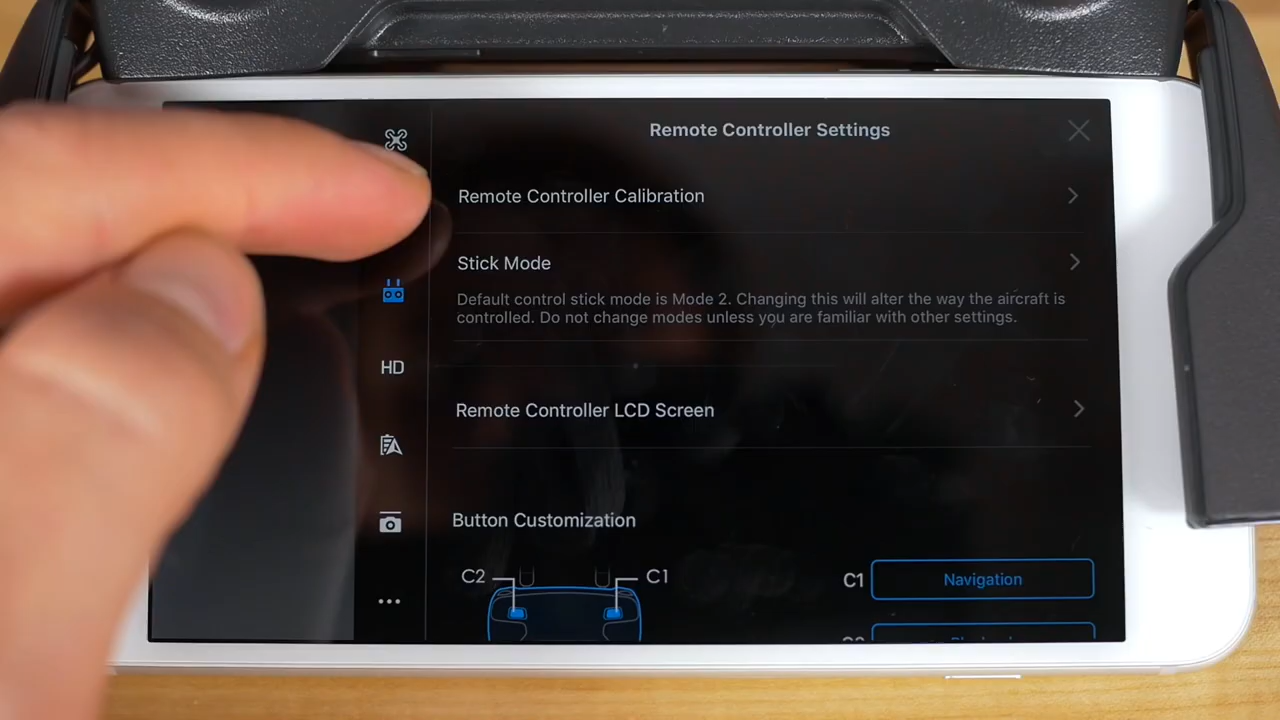 Remote Controller Settings
Remote Controller Calibration
Stick Mode
Default control stick mode is Mode 2. Changing this will alter the way the aircraft is
controlled. Do not change modes unless you are familiar with other settings.
HD
Remote Controller LCD Screen
Button Customization
C2 C1
C1 Navigation